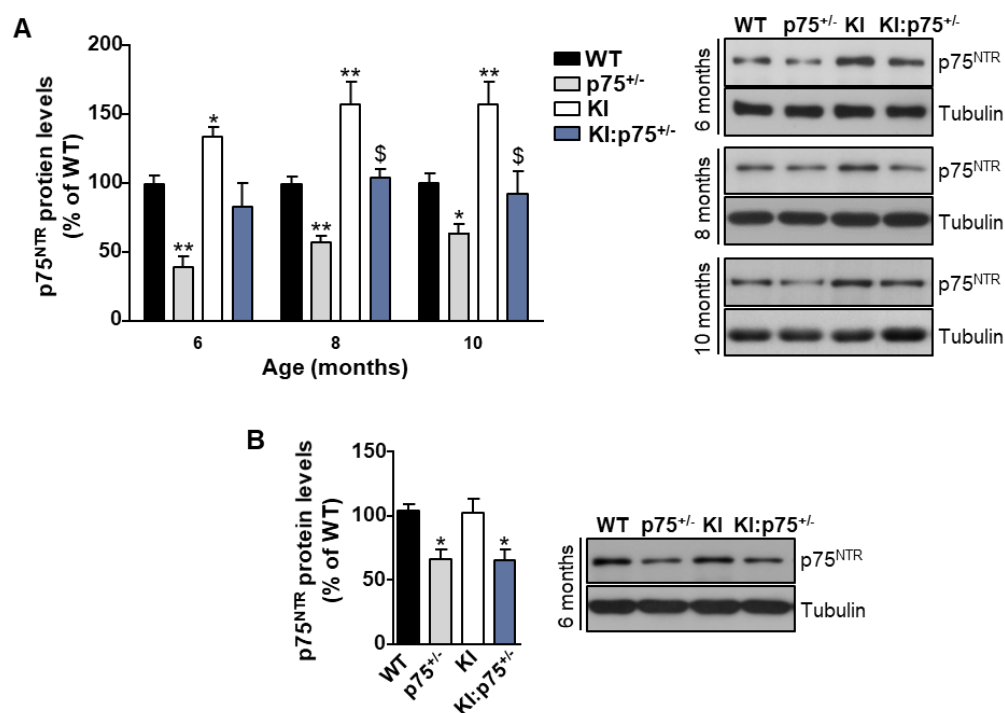 A
p75NTR protien levels
(% of WT)
200
150
100
50
0
**
*
**
**
$
**
*
$
6
8
10
Age (months)
WT
p75+/-
KI
KI:p75+/-
WT p75+/- KI KI:p75+/-
6 months
p75NTR
Tubulin
8 months
p75NTR
Tubulin
10 months
p75NTR
Tubulin
B
p75NTR protein levels
(% of WT)
150
100
50
0
*
*
WT
p75+/-
KI
KI:p75+/-
WT p75+/- KI KI:p75+/-
6 months
p75NTR
Tubulin